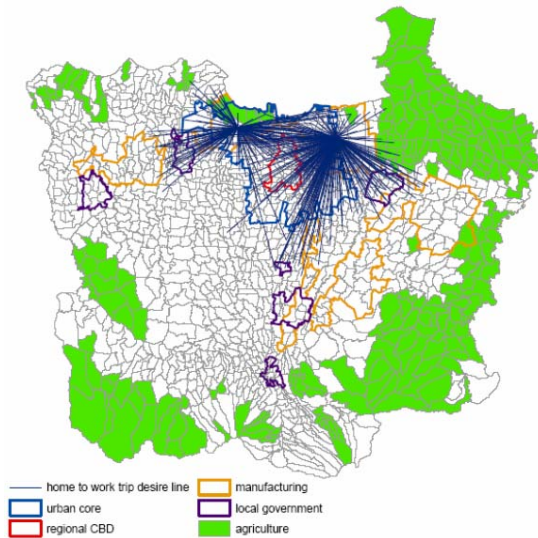 home to work trip desire line
manufacturing
urban core
local government
regional CBD
agriculture